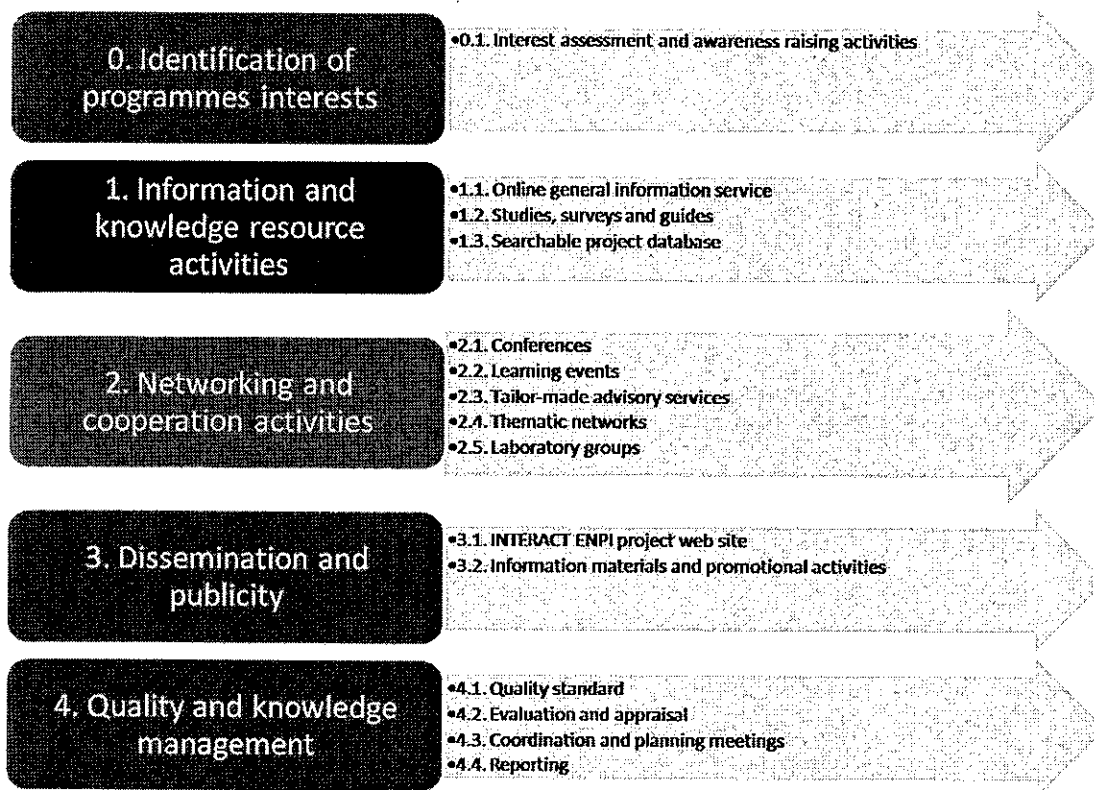 0. Identification of
programmes interests
•0.1. Interest assessment and awareness raising activities
1. Information and
knowledge resource
activities
•1.1. Online general information service
•1.2. Studies, surveys and guides
•1.3. Searchable project database
2. Networking and
cooperation activities
•2.1. Conferences
•2.2. Learning events
•2.3. Tailor-made advisory services
•2.4. Thematic networks
•2.5. Laboratory groups
3. Dissemination and
publicity
•3.1. INTERACT ENPI project web site
•3.2. Information materials and promotional activities
4. Quality and knowledge
management
•4.1. Quality standard
•4.2. Evaluation and appraisal
•4.3. Coordination and planning meetings
•4.4. Reporting